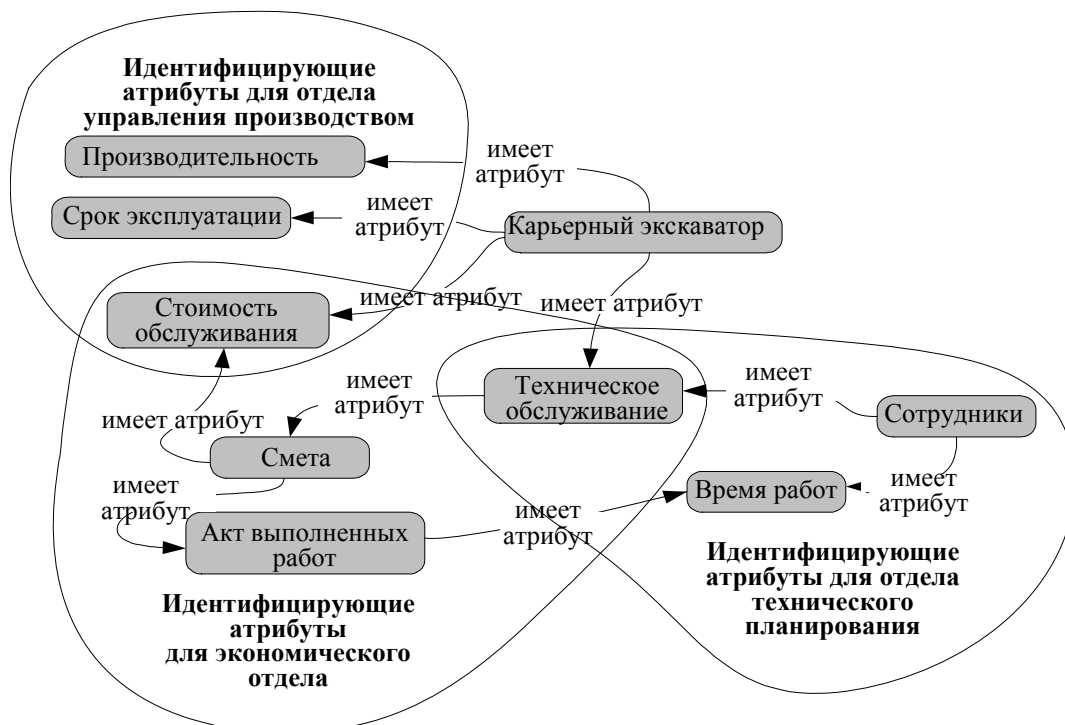 Идентифицирующие
атрибуты для отдела
управления производством
Производительность
имеет
атрибут
Срок эксплуатации
имеет
атрибут
Карьерный экскаватор
Стоимость
обслуживания
имеет атрибут
имеет атрибут
Техническое
обслуживание
имеет
атрибут
имеет
атрибут
Сотрудники
имеет атрибут
Смета
имеет
атрибут
Акт выполненных
работ
имеет
атрибут
Время работ
имеет
атрибут
Идентифицирующие
атрибуты
для экономического
отдела
Идентифицирующие
атрибуты для отдела
технического
планирования